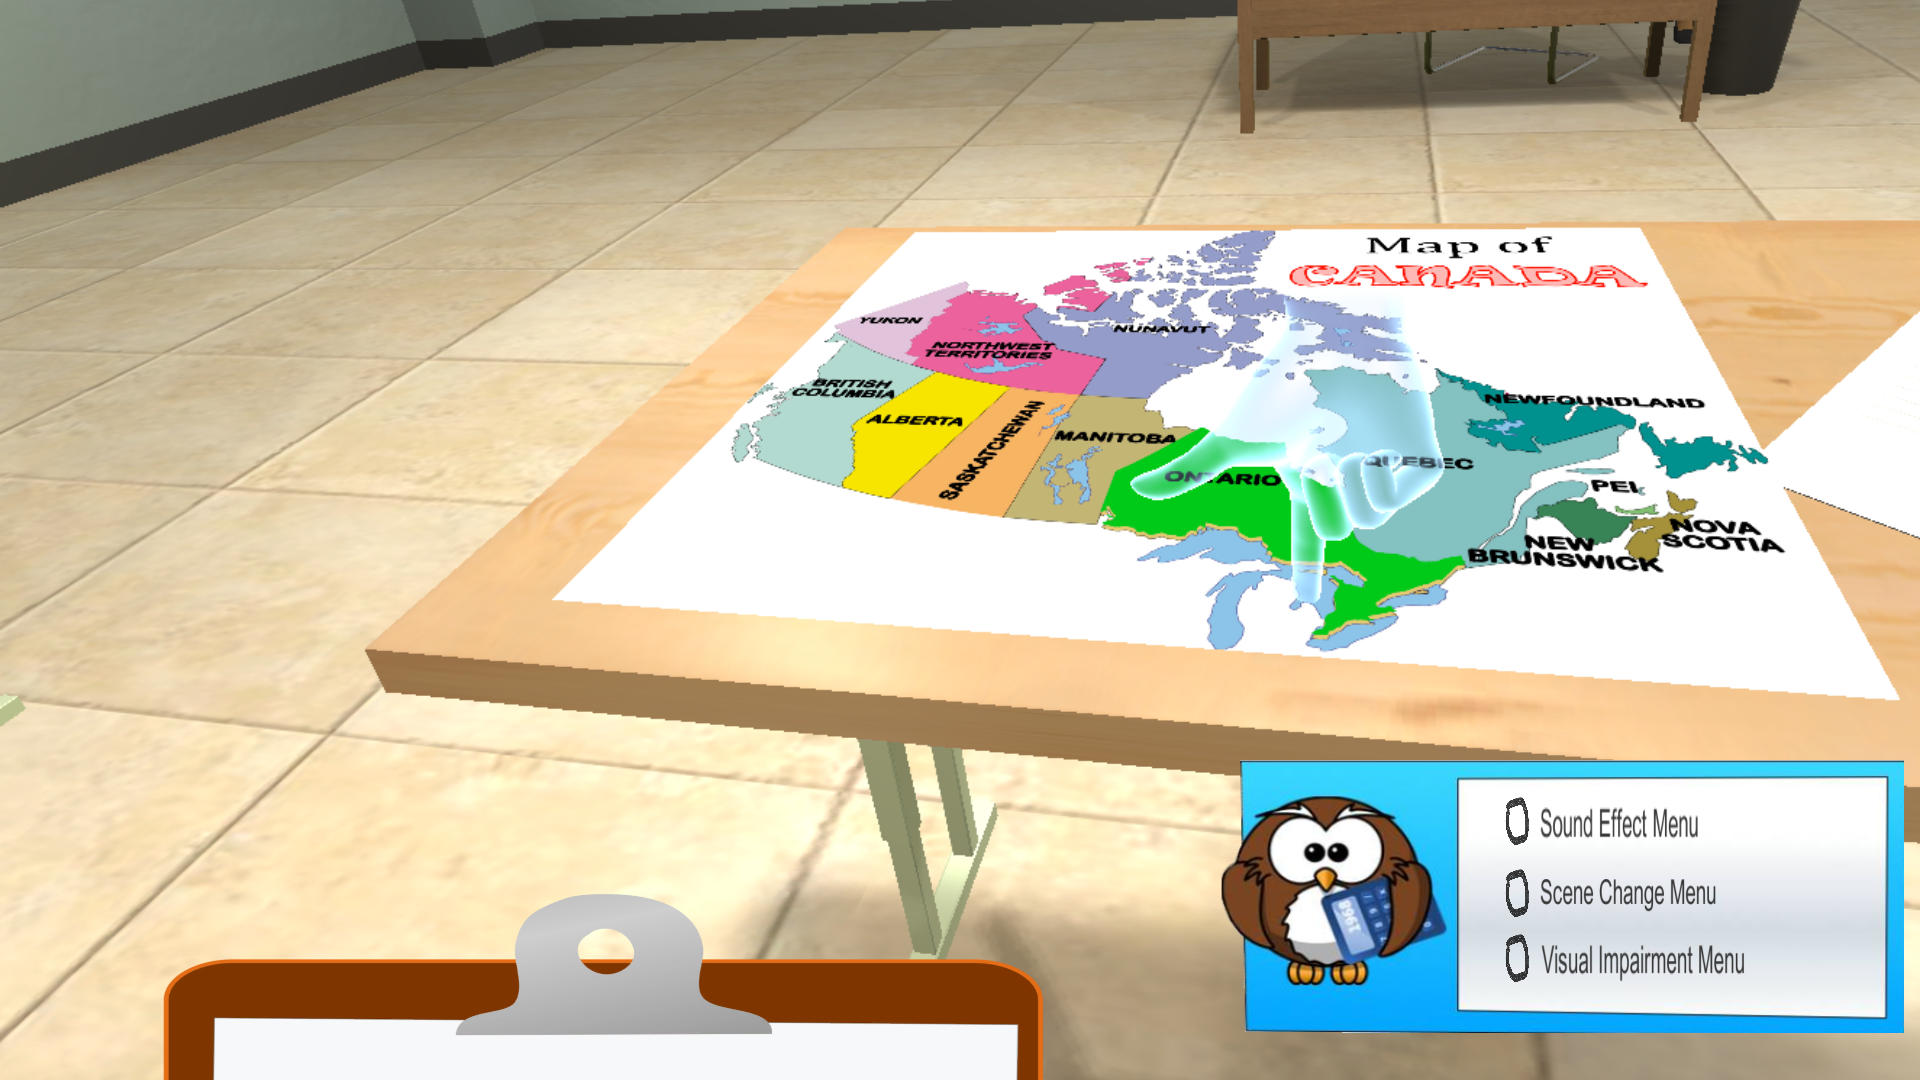 Map of
CANADA
YUKON
NORTHWEST
TERRITORIES
NUNAVUT
BRITISH
COLUMBIA
ALBERTA
SASKATCHEWAN
MANITOBA
ONTARIO
QUEBEC
NEWFOUNDLAND
PEI
NOVA
SCOTIA
NEW
BRUNSWICK
Sound Effect Menu
Scene Change Menu
Visual Impairment Menu
1968